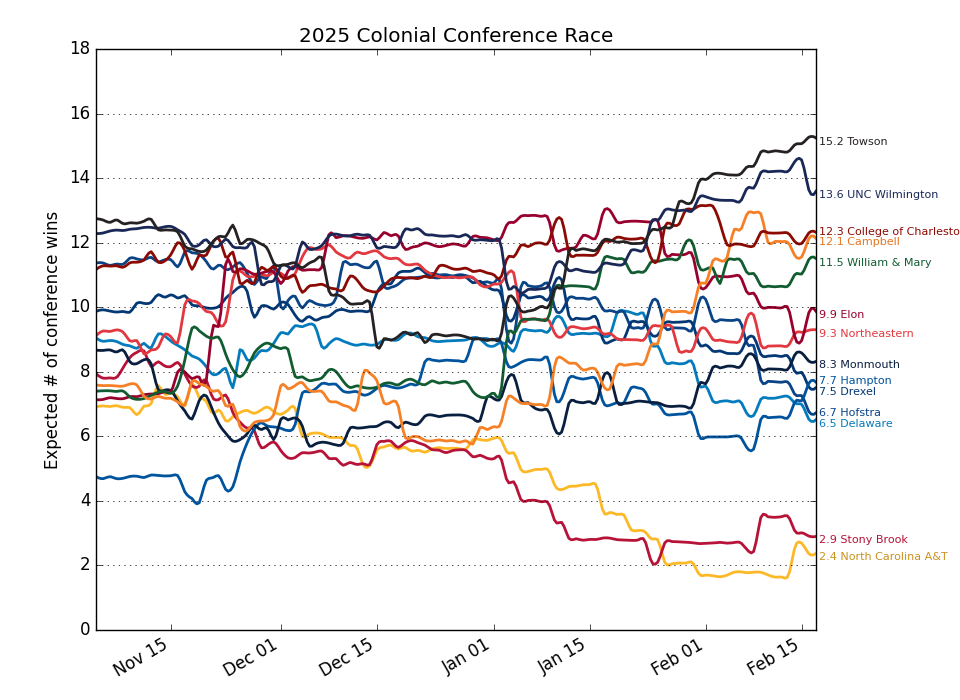 2025 Colonial Conference Race
Expected # of conference wins
18
16
14
12
10
8
6
4
2
0
Nov 15
Dec 01
Dec 15
Jan 01
Jan 15
Feb 01
Feb 15
15.2 Towson
13.6 UNC Wilmington
12.3 College of Charlesto
12.1 Campbell
11.5 William & Mary
9.9 Elon
9.3 Northeastern
8.3 Monmouth
7.7 Hampton
7.5 Drexel
6.7 Hofstra
6.5 Delaware
2.9 Stony Brook
2.4 North Carolina A&T